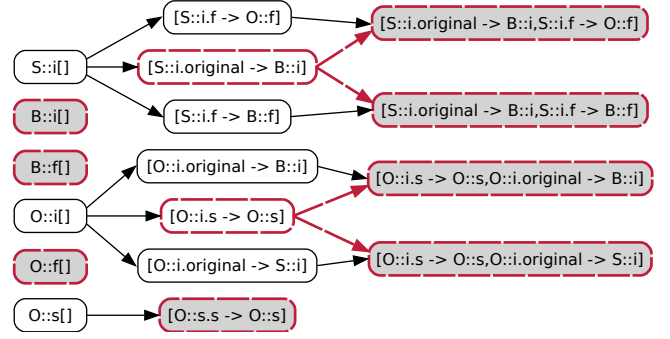 [S::i.f -> O::f]
[S::i.original -> B::i,S::i.f -> O::f]
S::i[]
[S::i.original -> B::i]
B::i[]
[S::i.f -> B::f]
[S::i.original -> B::i,S::i.f -> B::f]
B::f[]
[O::i.original -> B::i]
[O::i.s -> O::s,O::i.original -> B::i]
O::i[]
[O::i.s -> O::s]
O::f[]
[O::i.original -> S::i]
[O::i.s -> O::s,O::i.original -> S::i]
O::s[]
[O::s.s -> O::s]